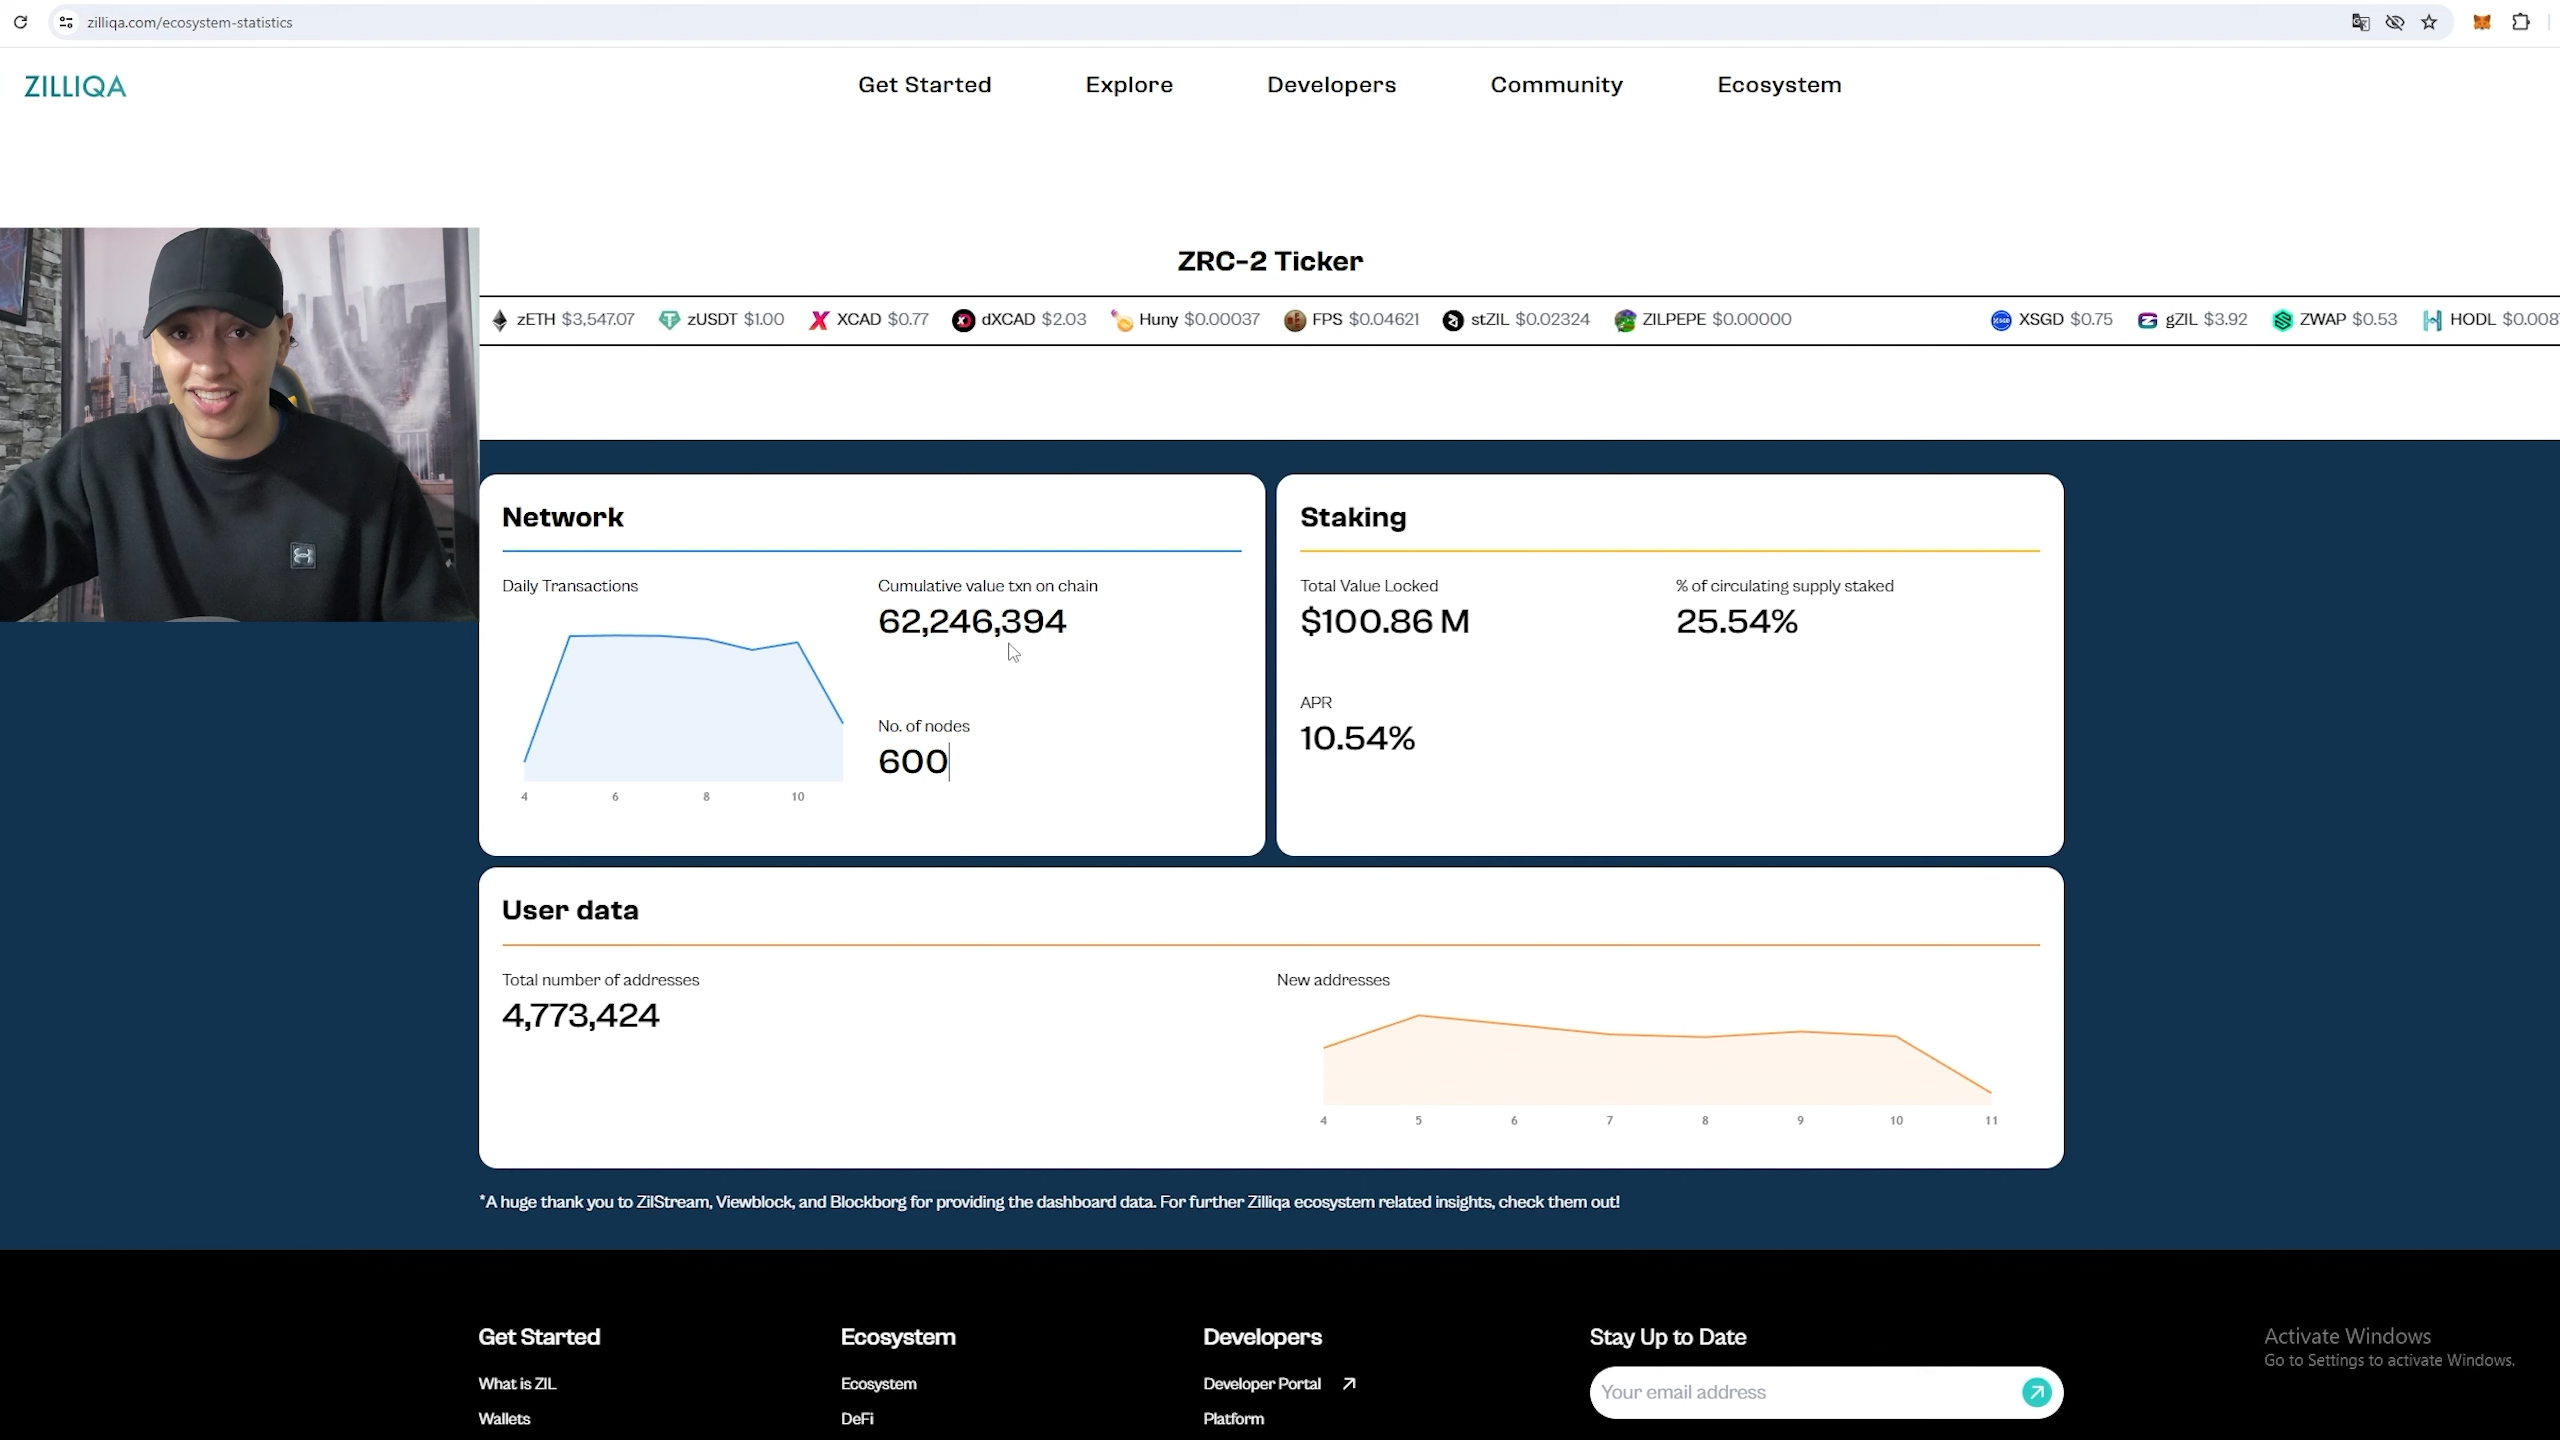 zilliqa.com/ecosystem-statistics
ZILLIQA
Get Started
Explore
Developers
Community
Ecosystem
ZRC-2 Ticker
zETH $3,547.07
zUSDT $1.00
XCAD $0.77
dXCAD $2.03
Huny $0.00037
FPS $0.04621
stZIL $0.02324
ZILPEPE $0.00000
XSGD $0.75
gZIL $3.92
ZWAP $0.53
HODL $0.008
Network
Daily Transactions
4 6 8 10
Cumulative value txn on chain
62,246,394
No. of nodes
600
Staking
Total Value Locked
$100.86 M
% of circulating supply staked
25.54%
APR
10.54%
User data
Total number of addresses
4,773,424
New addresses
4 5 6 7 8 9 10 11
*A huge thank you to ZilStream, Viewblock, and Blockborg for providing the dashboard data. For further Zilliqa ecosystem related insights, check them out!
Get Started
What is ZIL
Wallets
Ecosystem
Ecosystem
DeFi
Developers
Developer Portal
Platform
Stay Up to Date
Your email address
Activate Windows
Go to Settings to activate Windows.